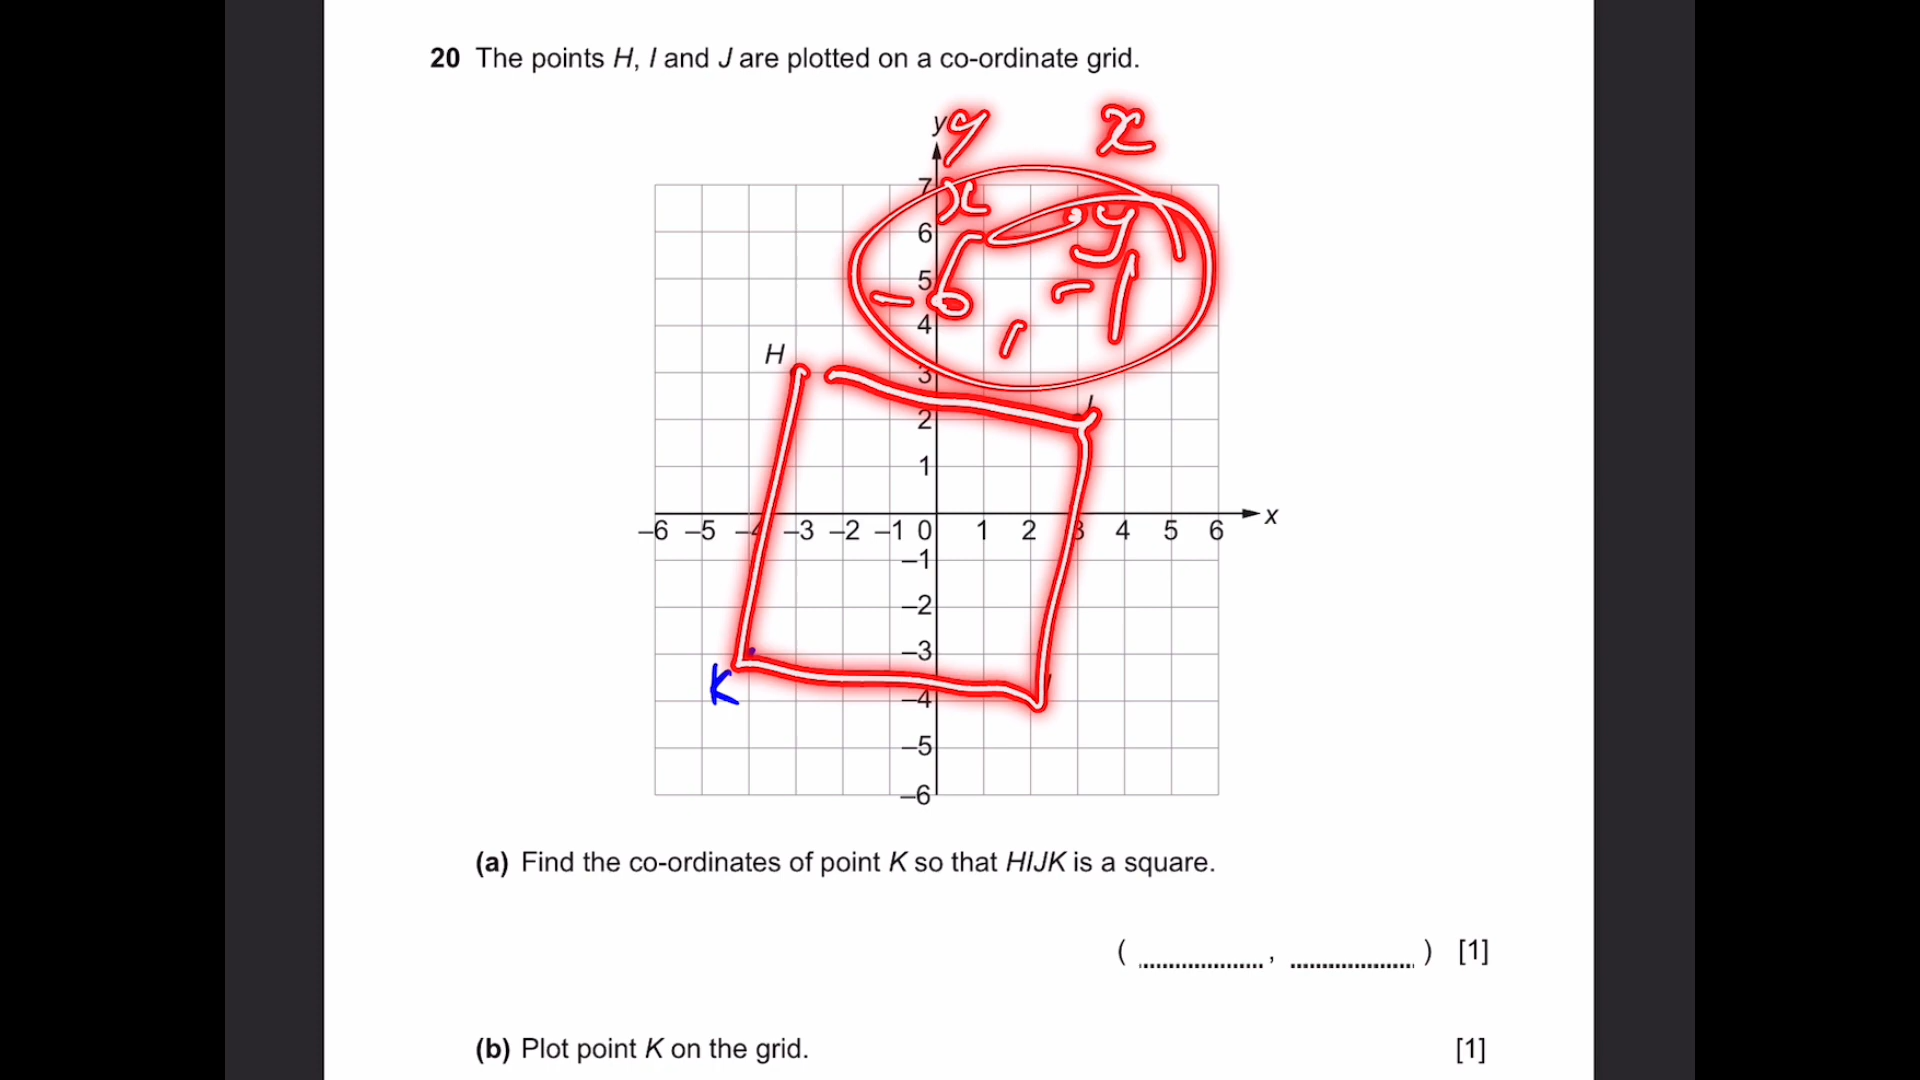 20 The points H, I and J are plotted on a co-ordinate grid.
y y x
7 x
6 y
5 -6 , -1
4
H
3
I
2
1
–6 –5 –4 –3 –2 –1 0 1 2 3 4 5 6 x
–1
–2
–3
K
–4
–5
–6
(a) Find the co-ordinates of point K so that HIJK is a square.
( .................... , .................... ) [1]
(b) Plot point K on the grid. [1]